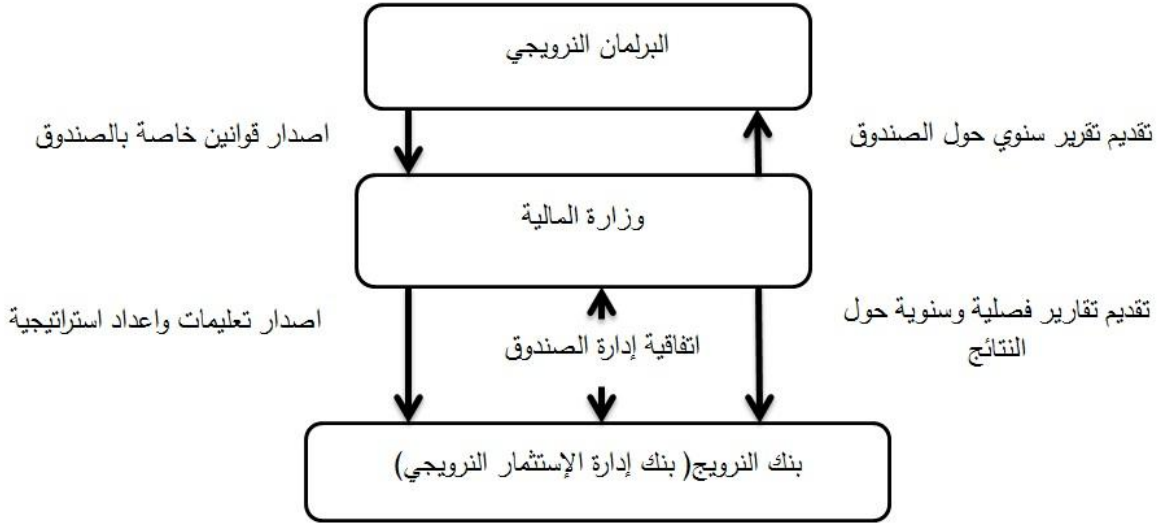 البرلمان النرويجي
تقديم تقرير سنوي حول الصندوق
اصدار قوانين خاصة بالصندوق
وزارة المالية
تقديم تقارير فصلية وسنوية حول
النتائج
اتفاقية إدارة الصندوق
اصدار تعليمات واعداد استراتيجية
بنك النرويج( بنك إدارة الإستثمار النرويجي)